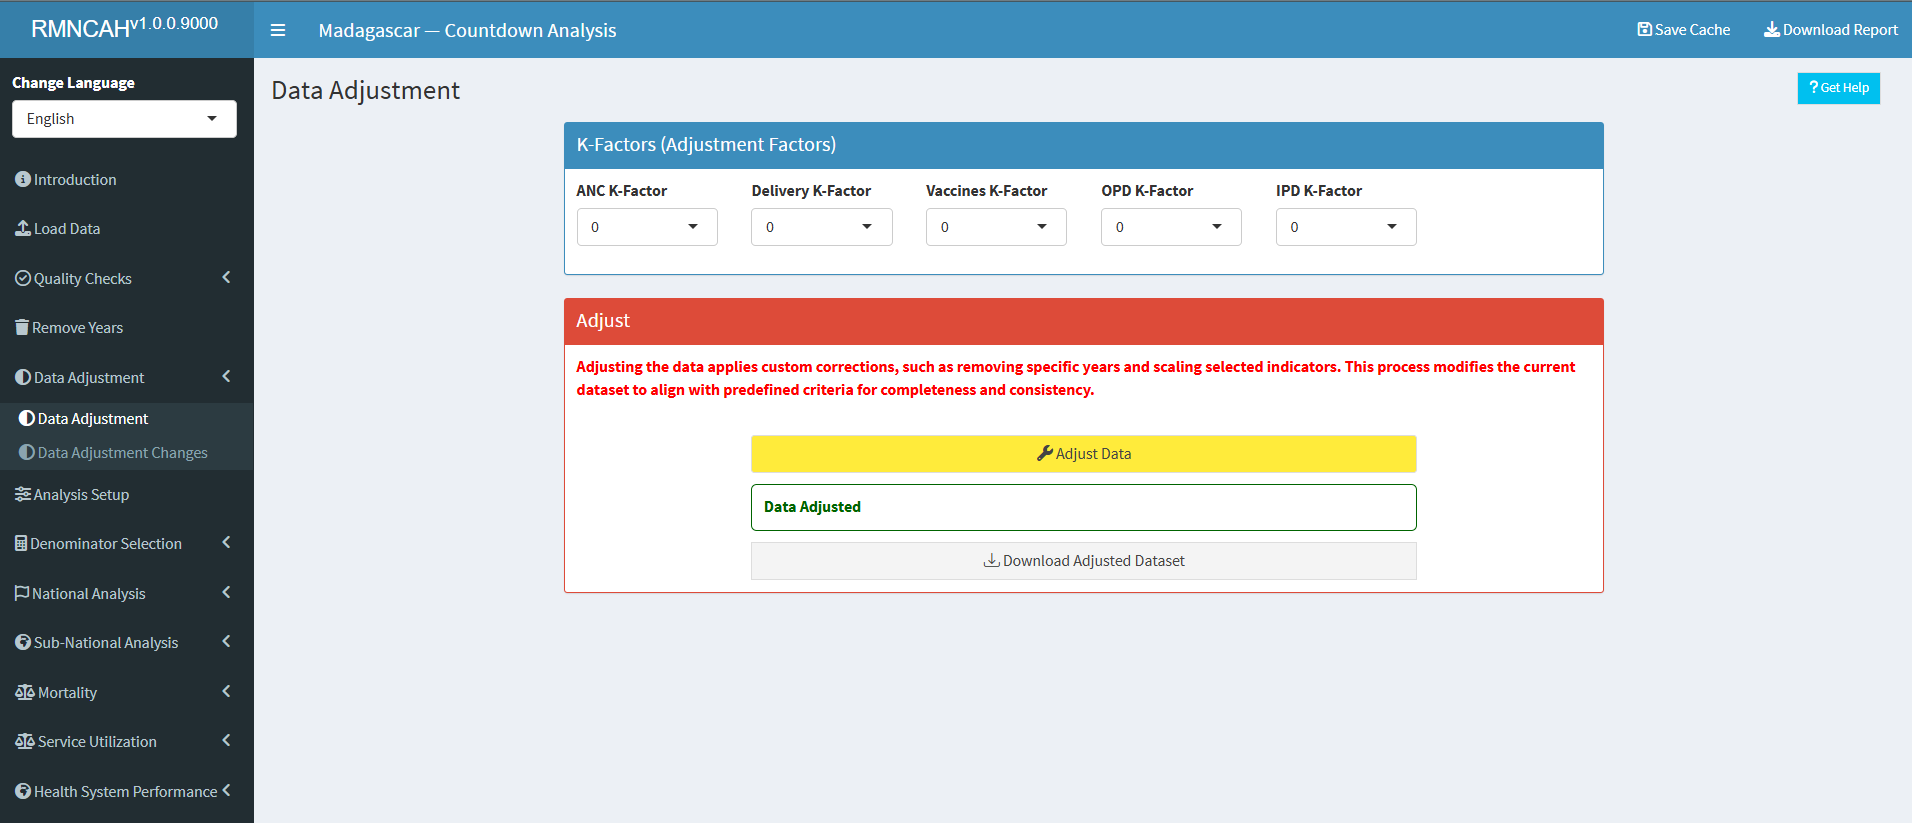 RMNCAHv1.0.0.9000
Madagascar — Countdown Analysis
Save Cache
Download Report
Change Language
English
Introduction
Load Data
Quality Checks
Remove Years
Data Adjustment
Data Adjustment
Data Adjustment Changes
Analysis Setup
Denominator Selection
National Analysis
Sub-National Analysis
Mortality
Service Utilization
Health System Performance
Data Adjustment
? Get Help
K-Factors (Adjustment Factors)
ANC K-Factor
Delivery K-Factor
Vaccines K-Factor
OPD K-Factor
IPD K-Factor
0
0
0
0
0
Adjust
Adjusting the data applies custom corrections, such as removing specific years and scaling selected indicators. This process modifies the current
dataset to align with predefined criteria for completeness and consistency.
Adjust Data
Data Adjusted
Download Adjusted Dataset